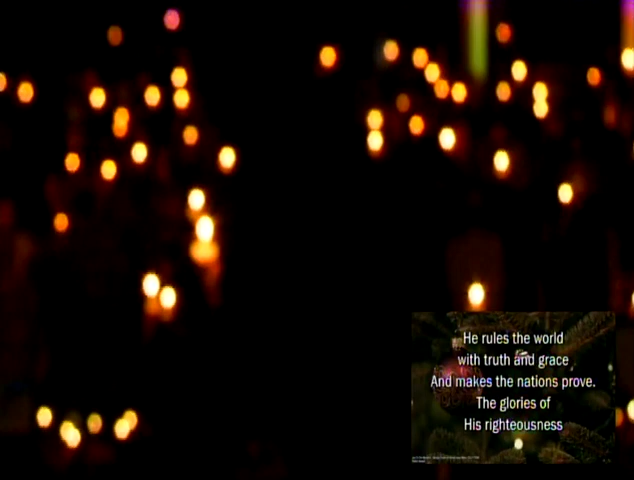 He rules the world
with truth and grace
And makes the nations prove.
The glories of
His righteousness